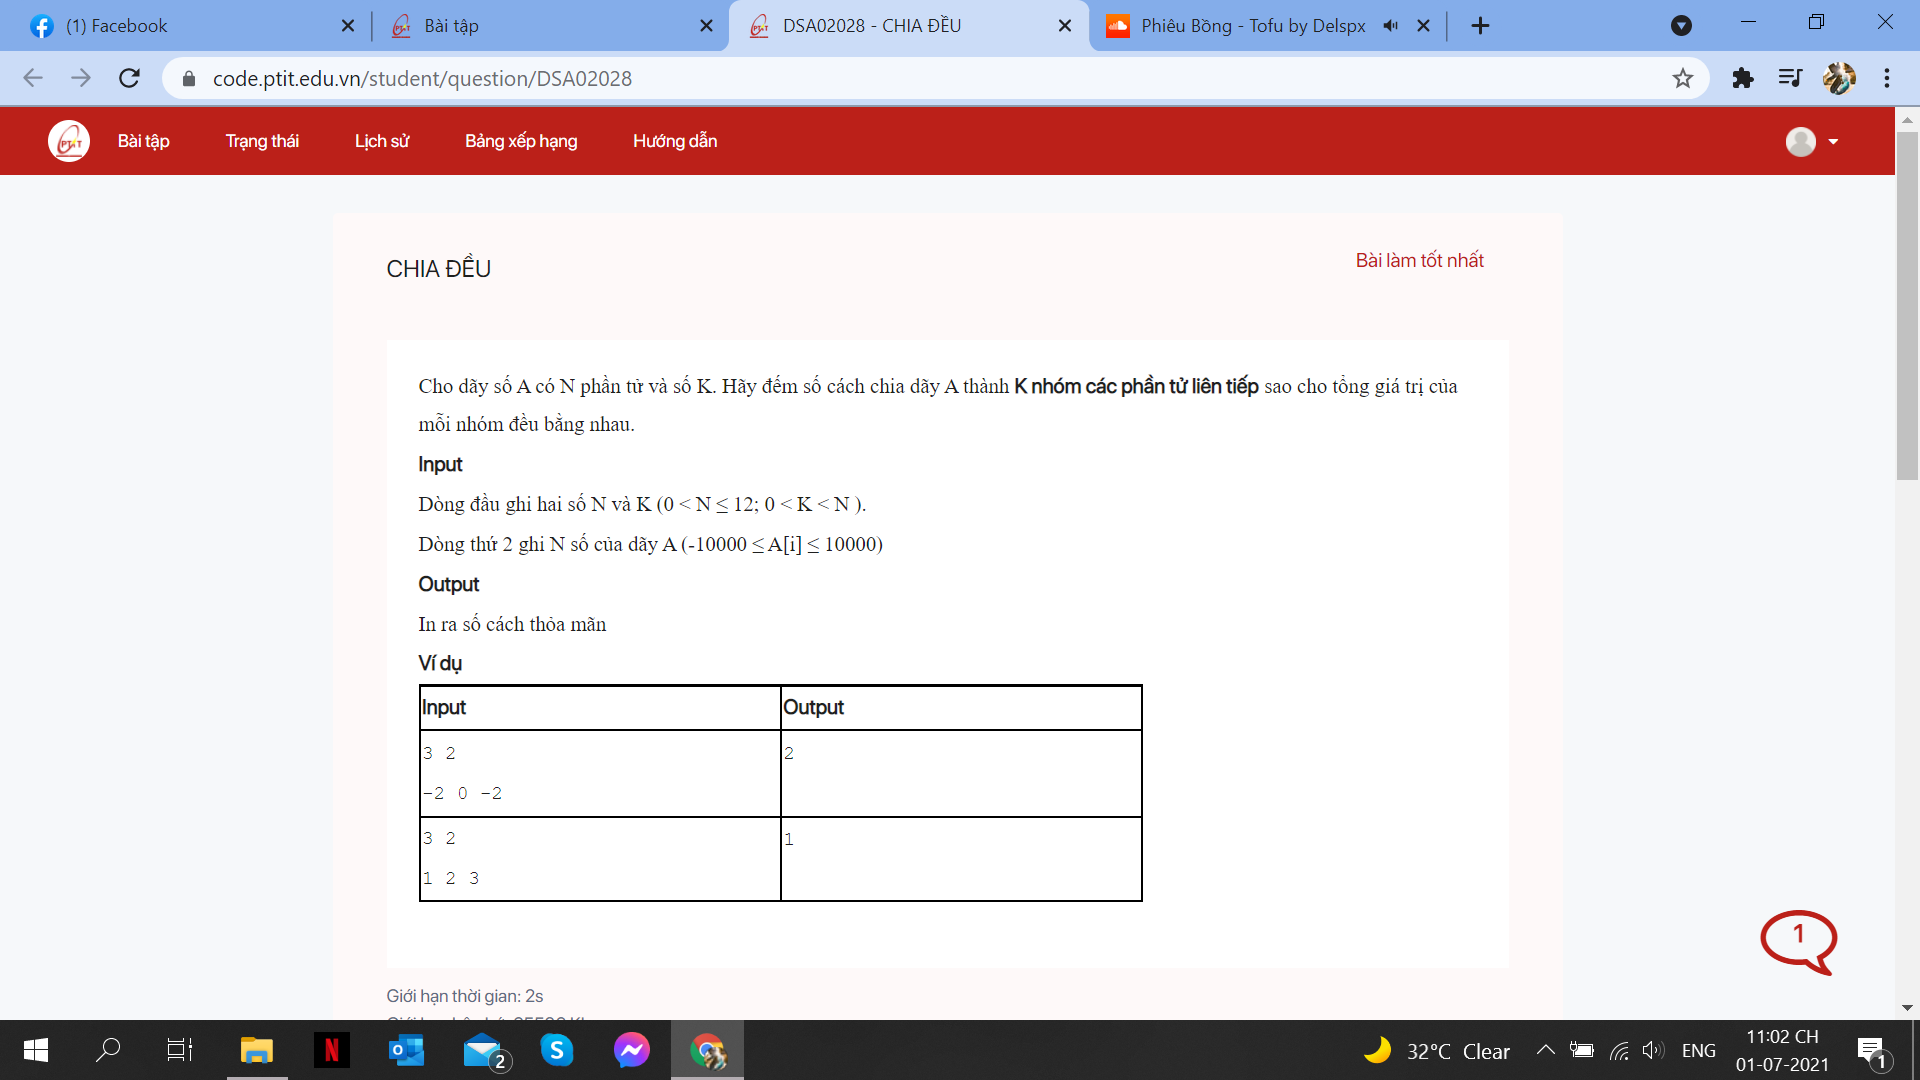 (1) Facebook
Bài tập
DSA02028 - CHIA ĐỀU
Phiêu Bồng - Tofu by Delspx
code.ptit.edu.vn/student/question/DSA02028
PTIT
Bài tập
Trạng thái
Lịch sử
Bảng xếp hạng
Hướng dẫn
CHIA ĐỀU
Bài làm tốt nhất
Cho dãy số A có N phần tử và số K. Hãy đếm số cách chia dãy A thành K nhóm các phần tử liên tiếp sao cho tổng giá trị của
mỗi nhóm đều bằng nhau.
Input
Dòng đầu ghi hai số N và K (0 < N ≤ 12; 0 < K < N ).
Dòng thứ 2 ghi N số của dãy A (-10000 ≤ A[i] ≤ 10000)
Output
In ra số cách thỏa mãn
Ví dụ
Input
Output
3 2
-2 0 -2
2
3 2
1 2 3
1
1
Giới hạn thời gian: 2s
N
2
S
32°C Clear
ENG
11:02 CH
01-07-2021
1